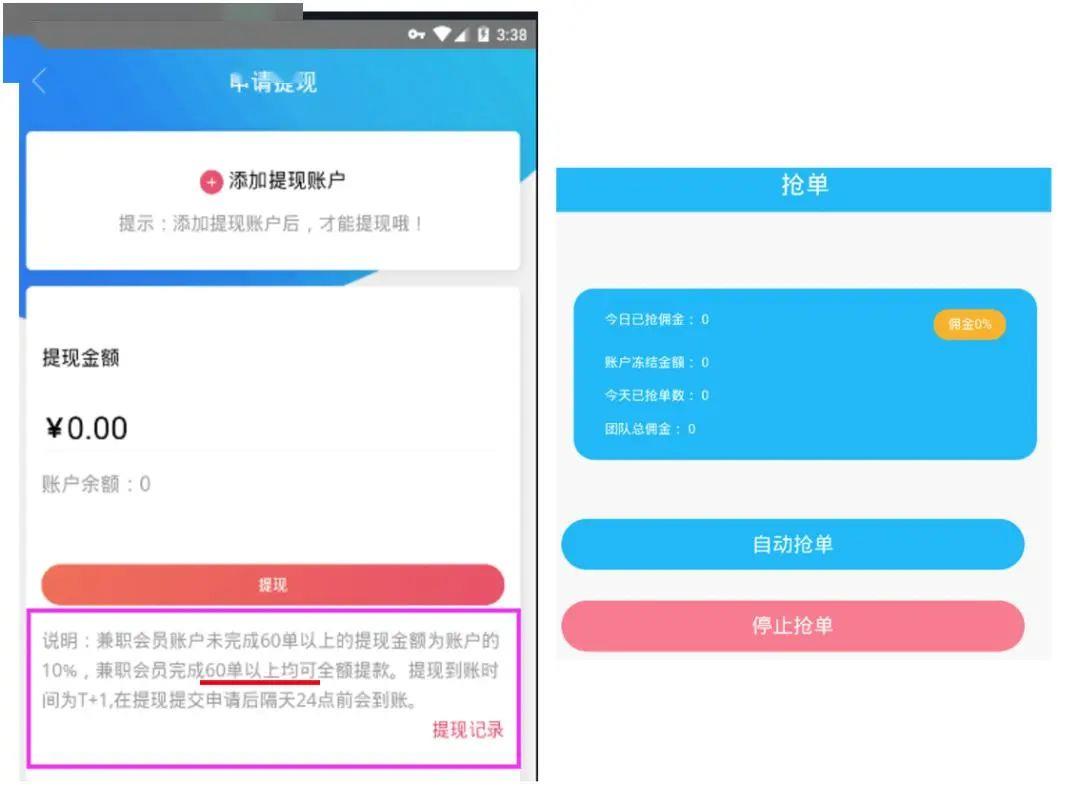 3:38
申请提现
添加提现账户
提示：添加提现账户后，才能提现哦！
提现金额
¥0.00
账户余额：0
提现
说明：兼职会员账户未完成60单以上的提现金额为账户的
10%，兼职会员完成60单以上均可全额提款。提现到账时
间为T+1,在提现提交申请后隔天24点前会到账。
提现记录
抢单
今日已抢佣金： 0
佣金0%
账户冻结金额： 0
今天已抢单数： 0
团队总佣金： 0
自动抢单
停止抢单